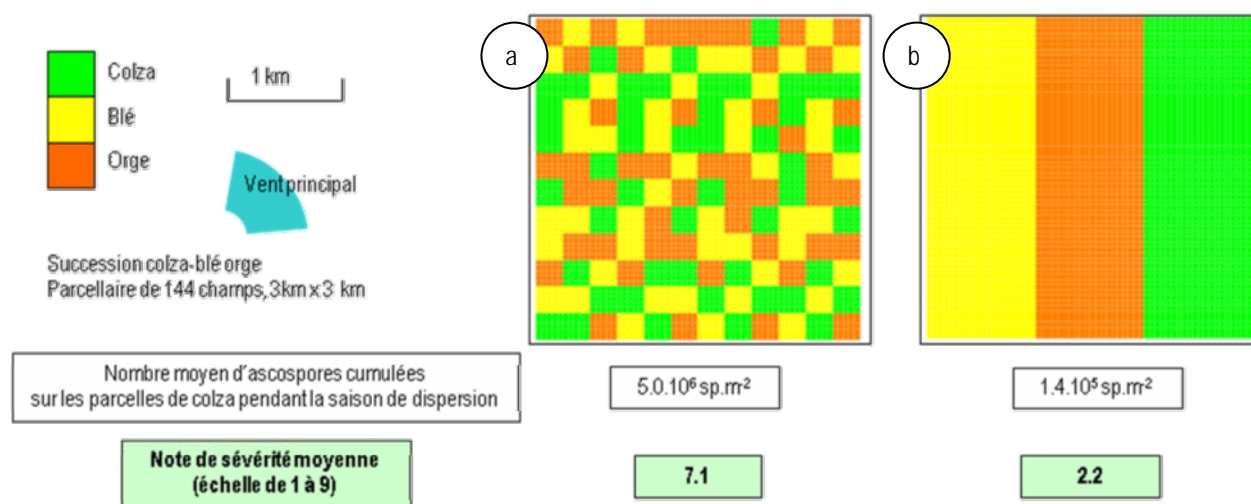 Colza
Blé
Orge
1 km
Vent principal
Succession colza-blé orge
Parcellaire de 144 champs, 3km x 3 km
a
b
Nombre moyen d'ascospores cumulées
sur les parcelles de colza pendant la saison de dispersion
5.0.10⁶ sp.m⁻²
1.4.10⁵ sp.m⁻²
Note de sévérité moyenne
(échelle de 1 à 9)
7.1
2.2